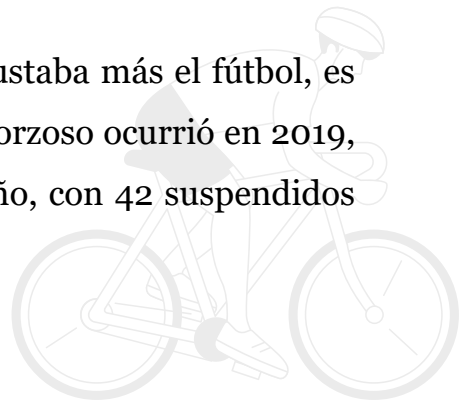 ustaba más el fútbol, es
orzoso ocurrió en 2019,
ño, con 42 suspendidos